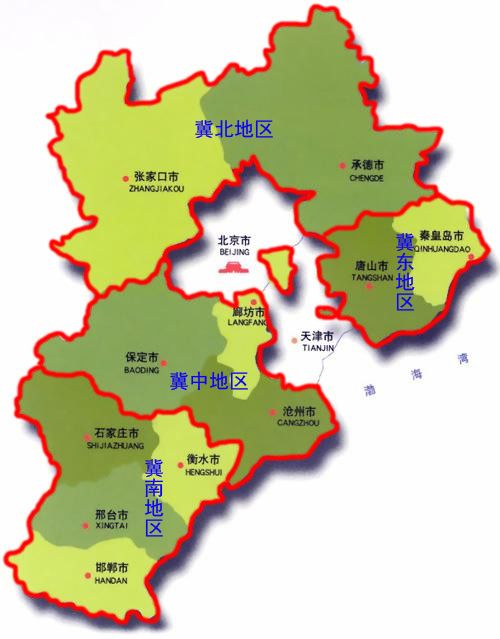 冀北地区
张家口市
ZHANGJIAKOU
承德市
CHENGDE
北京市
BEIJING
秦皇岛市
QINHUANGDAO
冀东地区
唐山市
TANGSHAN
廊坊市
LANGFANG
天津市
TIANJIN
保定市
BAODING
冀中地区
渤海湾
沧州市
CANGZHOU
石家庄市
SHIJIAZHUANG
衡水市
HENGSHUI
冀南地区
邢台市
XINGTAI
邯郸市
HANDAN